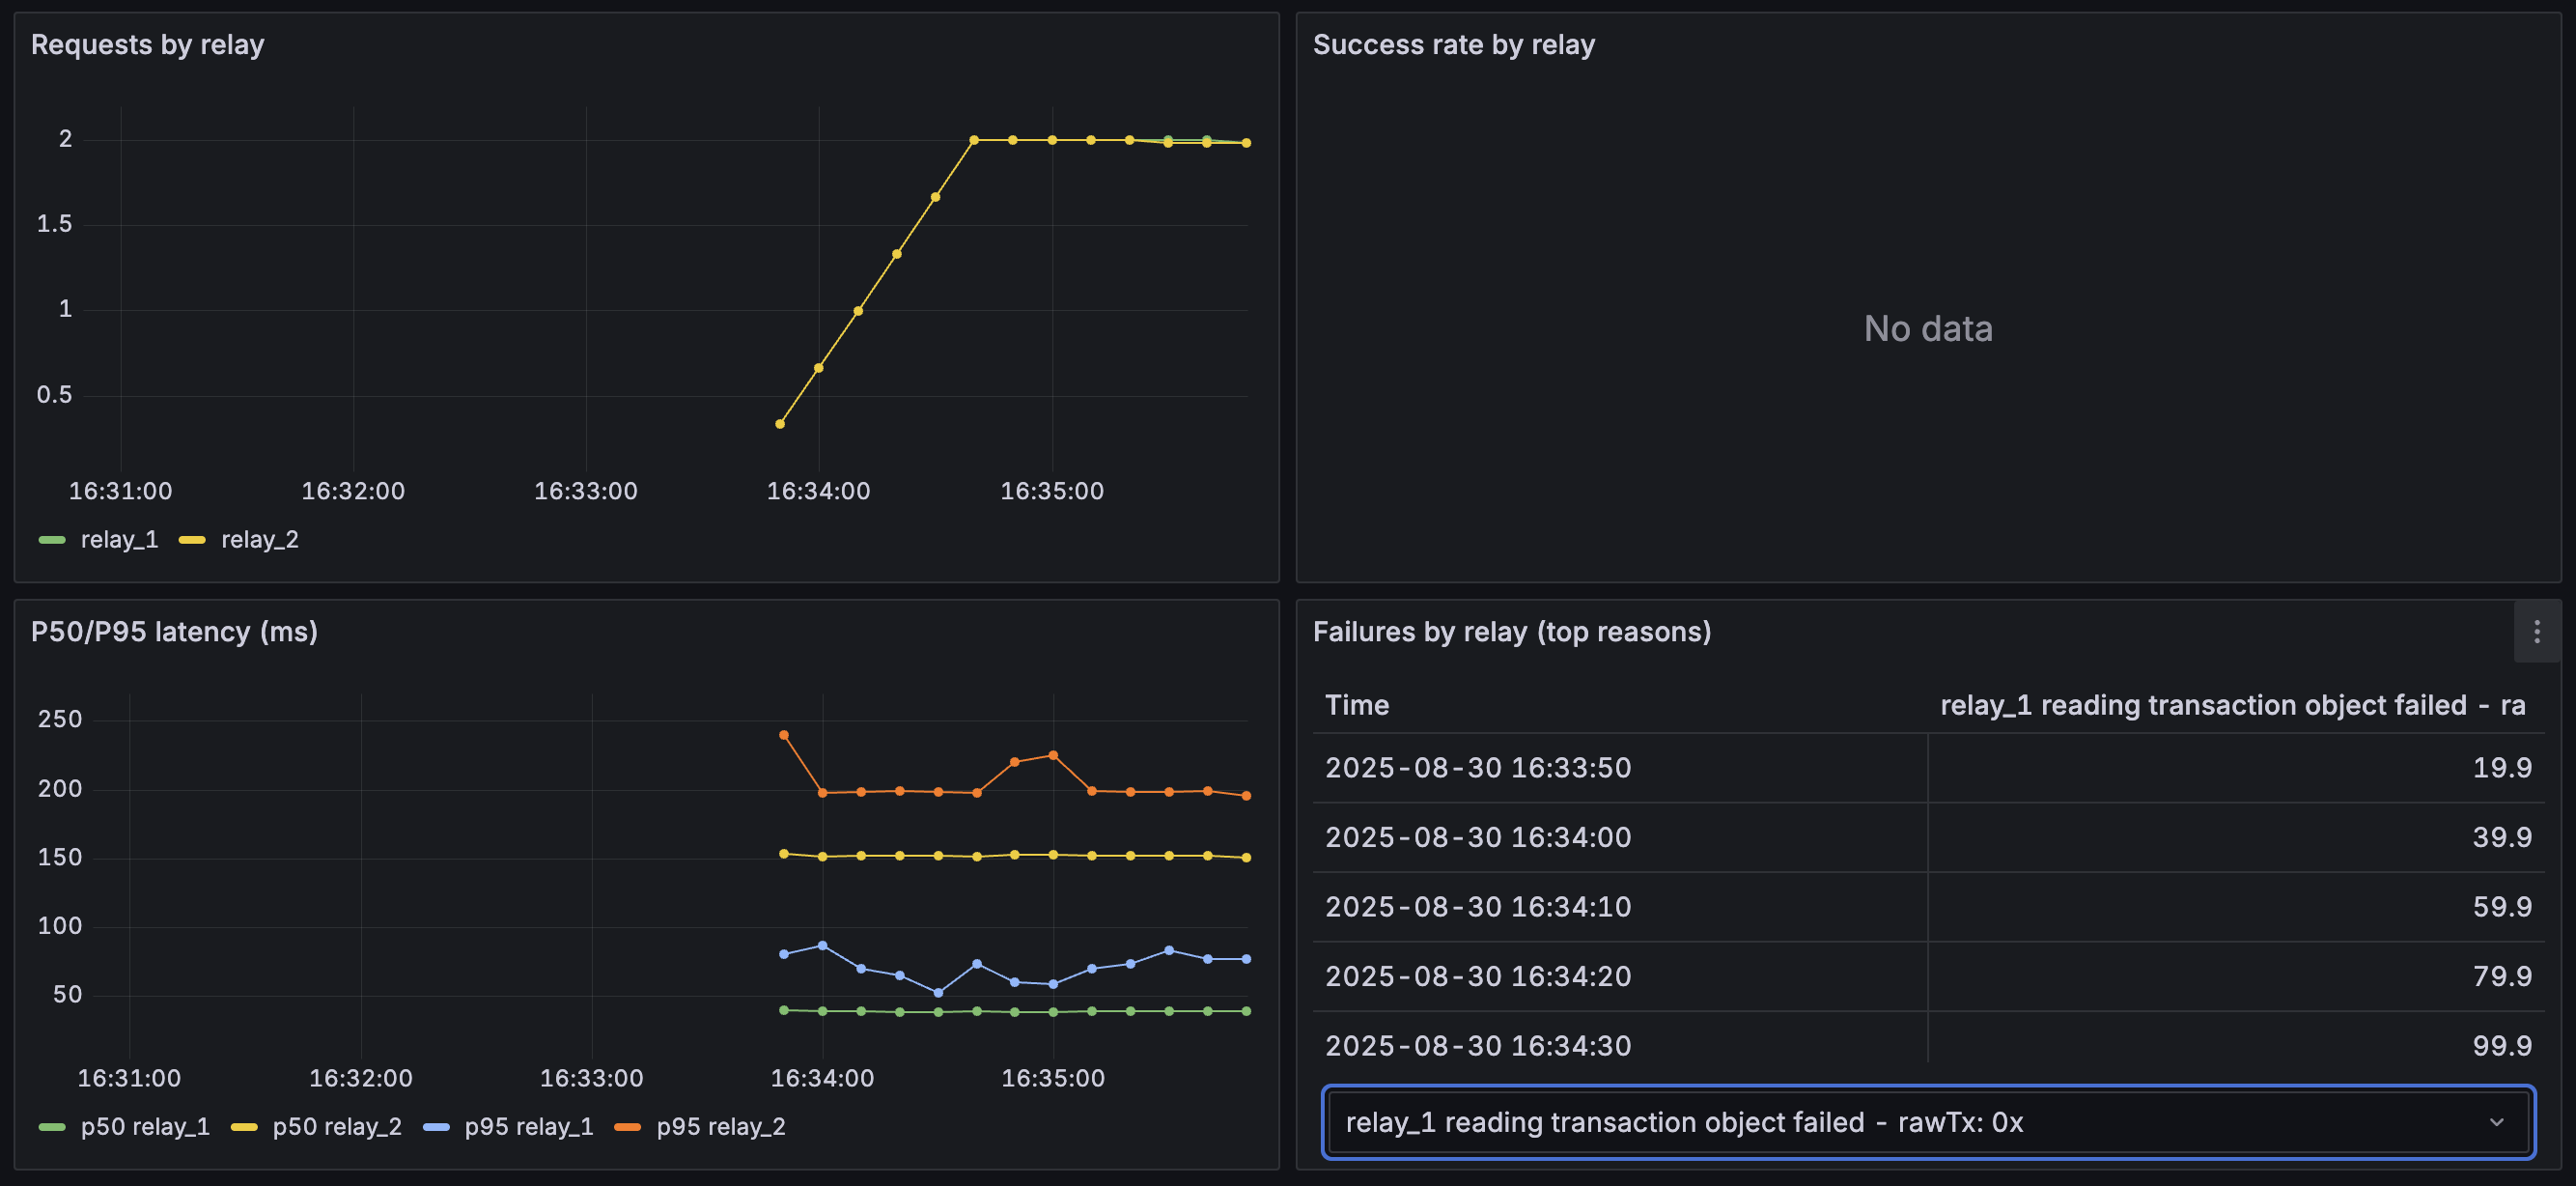 Requests by relay
2
1.5
1
0.5
16:31:00 16:32:00 16:33:00 16:34:00 16:35:00
relay_1 relay_2
Success rate by relay
No data
P50/P95 latency (ms)
250
200
150
100
50
16:31:00 16:32:00 16:33:00 16:34:00 16:35:00
p50 relay_1 p50 relay_2 p95 relay_1 p95 relay_2
Failures by relay (top reasons)
Time relay_1 reading transaction object failed - ra
2025-08-30 16:33:50 19.9
2025-08-30 16:34:00 39.9
2025-08-30 16:34:10 59.9
2025-08-30 16:34:20 79.9
2025-08-30 16:34:30 99.9
relay_1 reading transaction object failed - rawTx: 0x